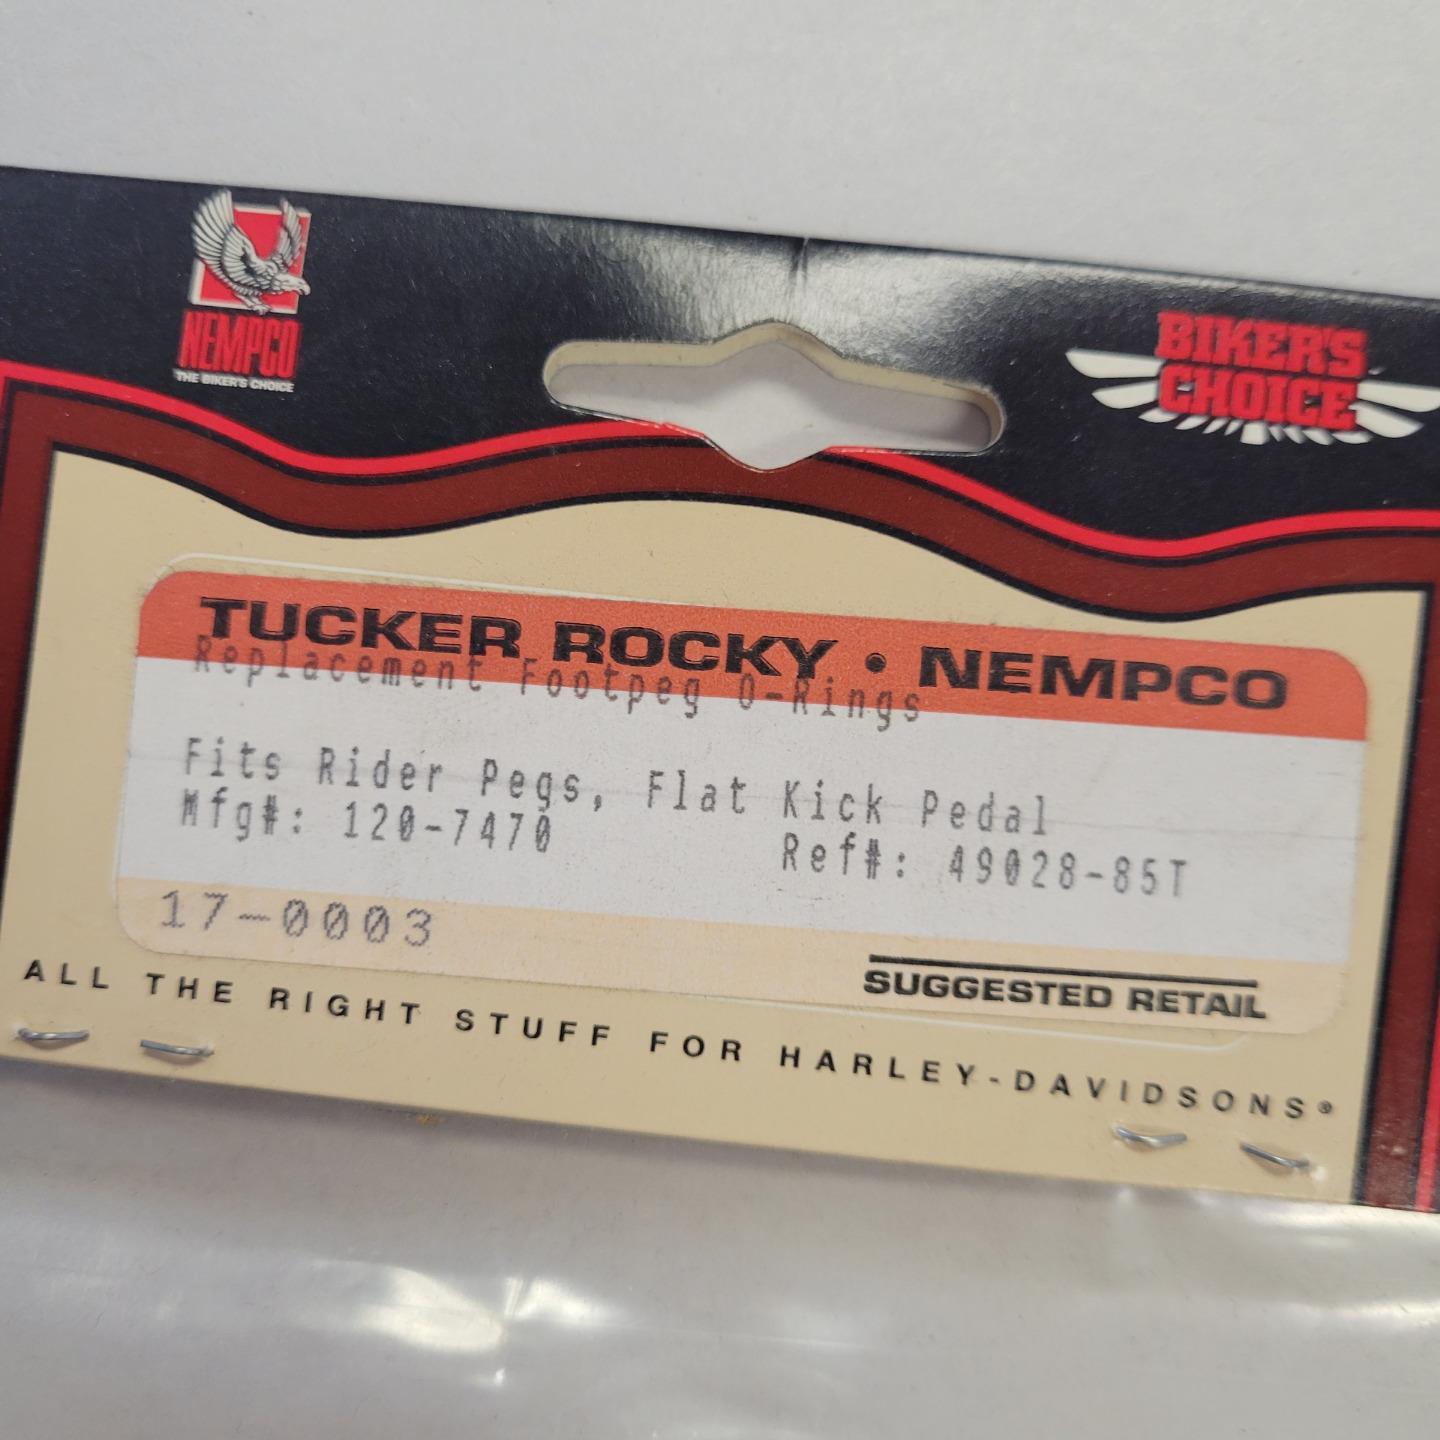 NEMPCO
THE BIKER'S CHOICE
BIKER'S
CHOICE
TUCKER ROCKY • NEMPCO
Replacement Footpeg O-Rings
Fits Rider Pegs, Flat Kick Pedal
Mfg#: 120-7470 Ref#: 49028-85T
17-0003
SUGGESTED RETAIL
ALL THE RIGHT STUFF FOR HARLEY-DAVIDSONS®